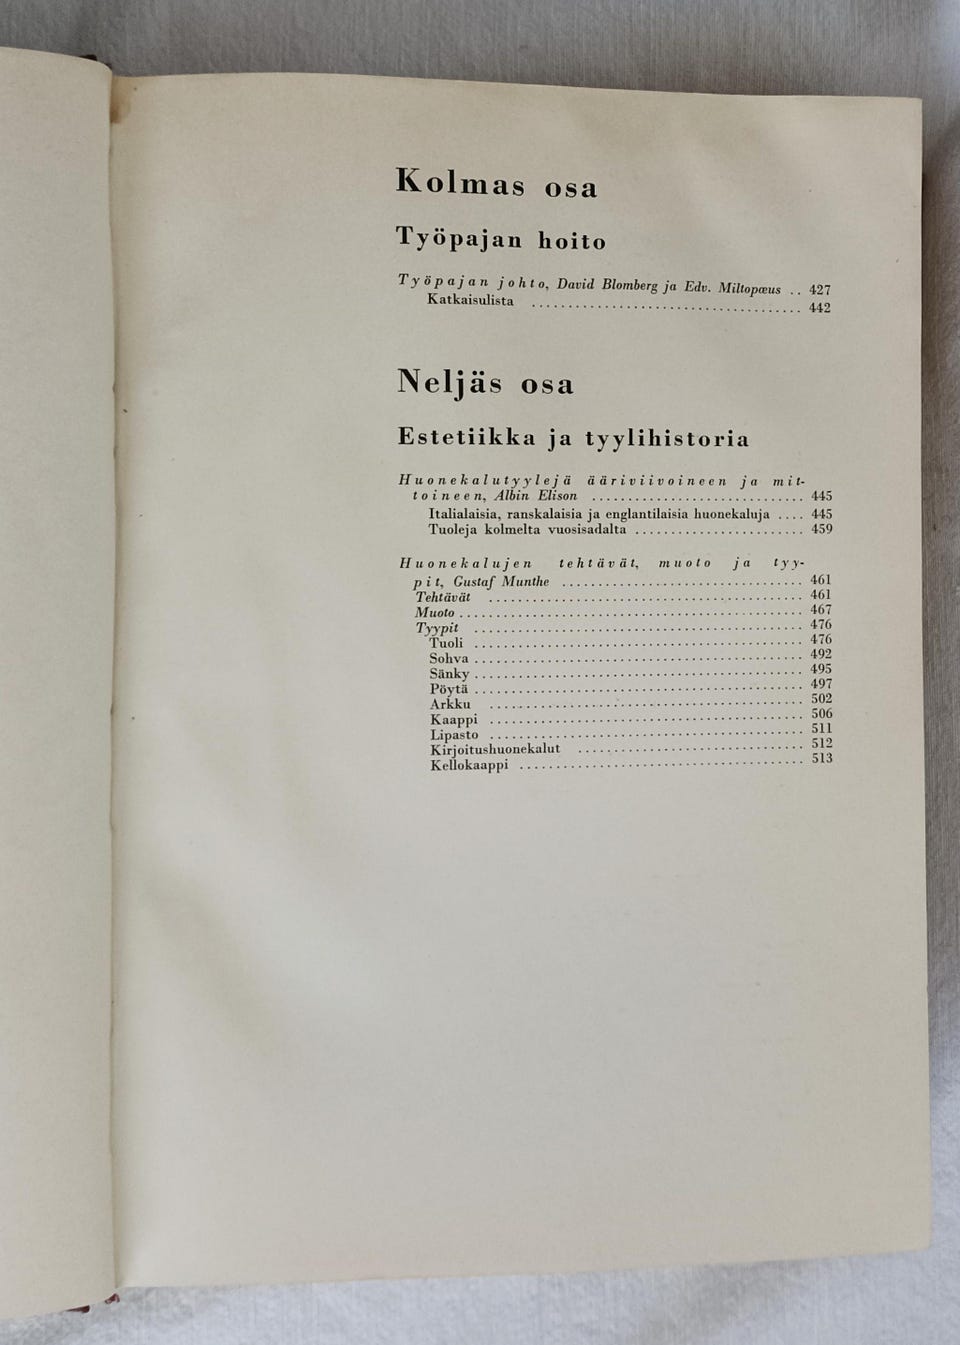 Kolmas osa
Työpajan hoito
Työpajan johto, David Blomberg ja Edv. Miltopæus .. 427
Katkaisulista ..................................... 442
Neljäs osa
Estetiikka ja tyylihistoria
Huonekalutyylejä ääriviivoineen ja mit-
toineen, Albin Elison ............................. 445
Italialaisia, ranskalaisia ja englantilaisia huonekaluja .... 445
Tuoleja kolmelta vuosisadalta ........................ 459
Huonekalujen tehtävät, muoto ja tyy-
pit, Gustaf Munthe .................................. 461
Tehtävät ............................................ 461
Muoto ................................................ 467
Tyypit .............................................. 476
Tuoli .............................................. 476
Sohva .............................................. 492
Sänky .............................................. 495
Pöytä .............................................. 497
Arkku ............................................ 502
Kaappi ............................................ 506
Lipasto ............................................ 511
Kirjoitushuonekalut ................................ 512
Kellokaappi ........................................ 513